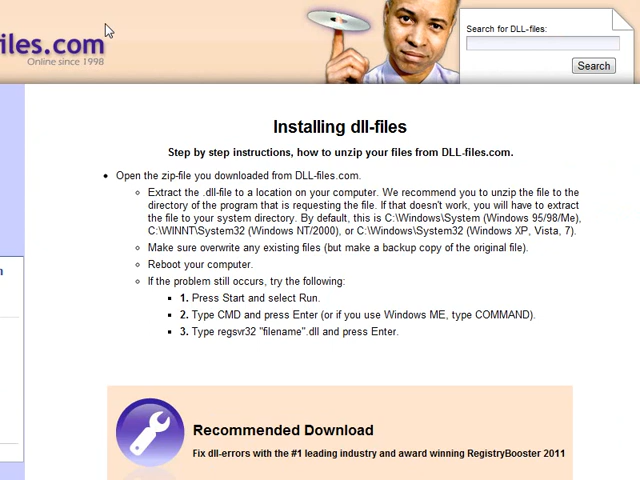 iles.com
Online since 1998
Search for DLL-files:
Search
Installing dll-files
Step by step instructions, how to unzip your files from DLL-files.com.
Open the zip-file you downloaded from DLL-files.com.
Extract the .dll-file to a location on your computer. We recommend you to unzip the file to the
directory of the program that is requesting the file. If that doesn't work, you will have to extract
the file to your system directory. By default, this is C:\Windows\System (Windows 95/98/Me),
C:\WINNT\System32 (Windows NT/2000), or C:\Windows\System32 (Windows XP, Vista, 7).
Make sure overwrite any existing files (but make a backup copy of the original file).
Reboot your computer.
If the problem still occurs, try the following:
1. Press Start and select Run.
2. Type CMD and press Enter (or if you use Windows ME, type COMMAND).
3. Type regsvr32 "filename".dll and press Enter.
Recommended Download
Fix dll-errors with the #1 leading industry and award winning RegistryBooster 2011